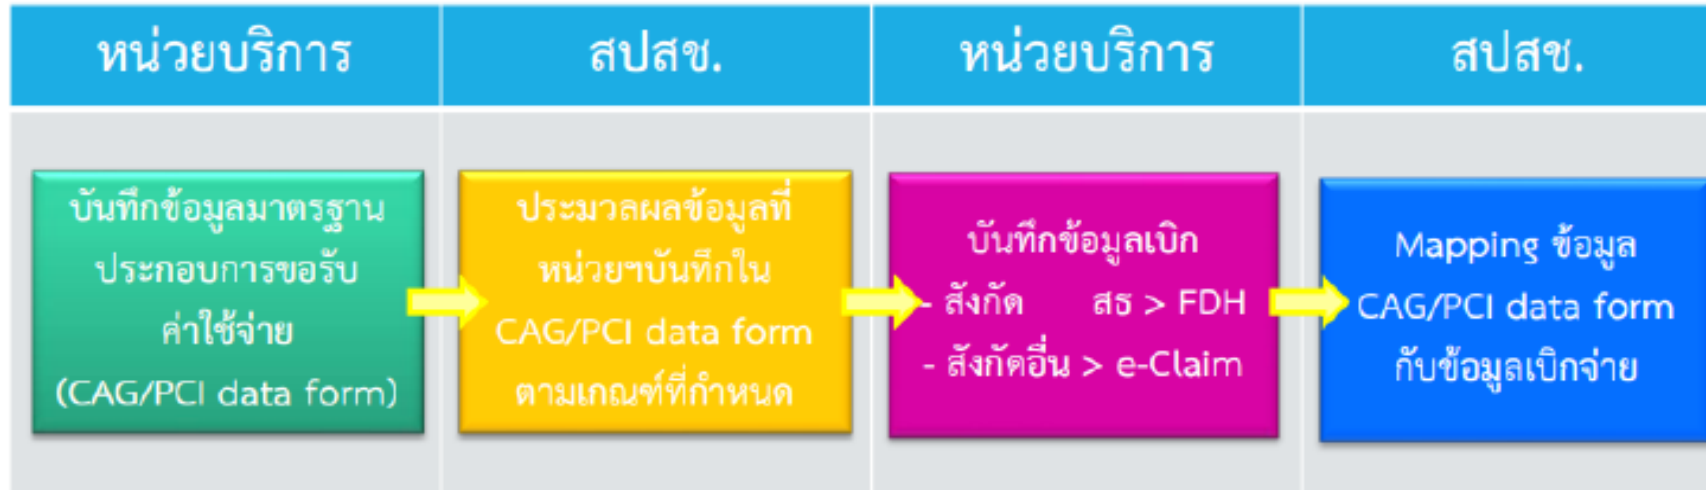 หน่วยบริการ
สปสช.
หน่วยบริการ
สปสช.
บันทึกข้อมูลมาตรฐาน
ประกอบการขอรับ
ค่าใช้จ่าย
(CAG/PCI data form)
ประมวลผลข้อมูลที่
หน่วยฯบันทึกใน
CAG/PCI data form
ตามเกณฑ์ที่กำหนด
บันทึกข้อมูลเบิก
- สังกัด สธ > FDH
- สังกัดอื่น > e-Claim
Mapping ข้อมูล
CAG/PCI data form
กับข้อมูลเบิกจ่าย